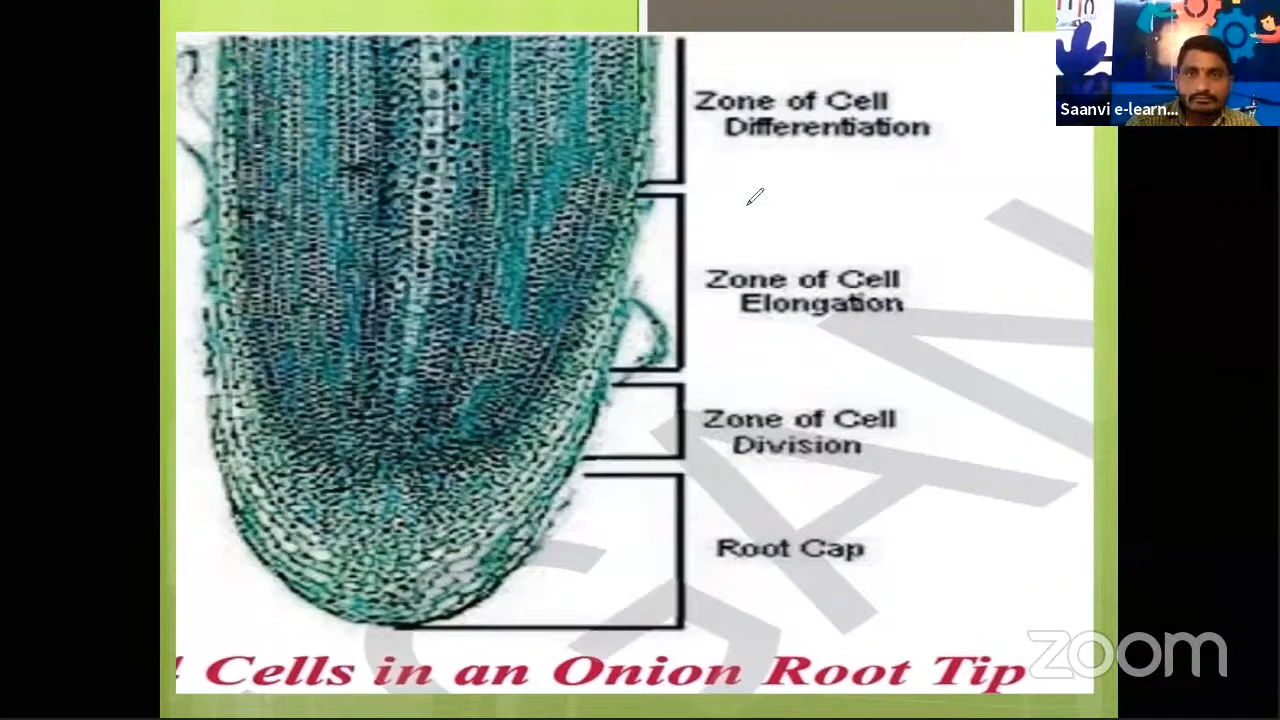 Zone of Cell
Differentiation
Saanvi e-learn...
Zone of Cell
Elongation
Zone of Cell
Division
Root Cap
Cells in an Onion Root Tip
zoom